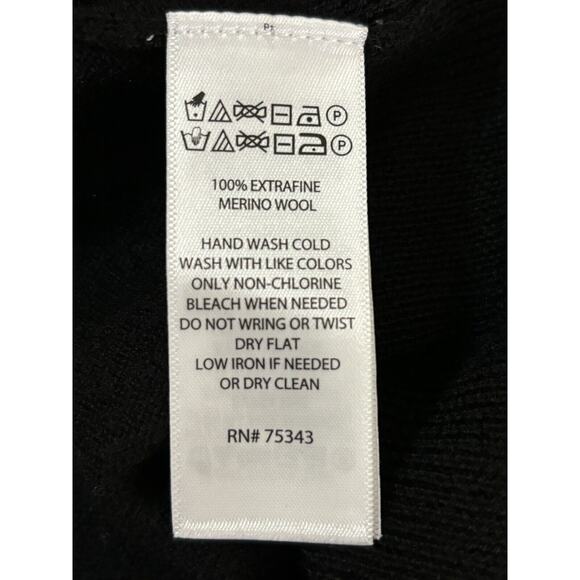 P
P
100% EXTRAFINE
MERINO WOOL
HAND WASH COLD
WASH WITH LIKE COLORS
ONLY NON-CHLORINE
BLEACH WHEN NEEDED
DO NOT WRING OR TWIST
DRY FLAT
LOW IRON IF NEEDED
OR DRY CLEAN
RN# 75343